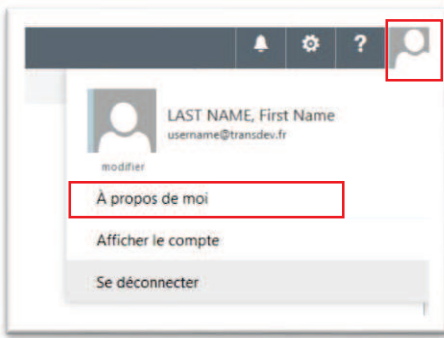 ?
LAST NAME, First Name
username@transdev.fr
modifier
À propos de moi
Afficher le compte
Se déconnecter